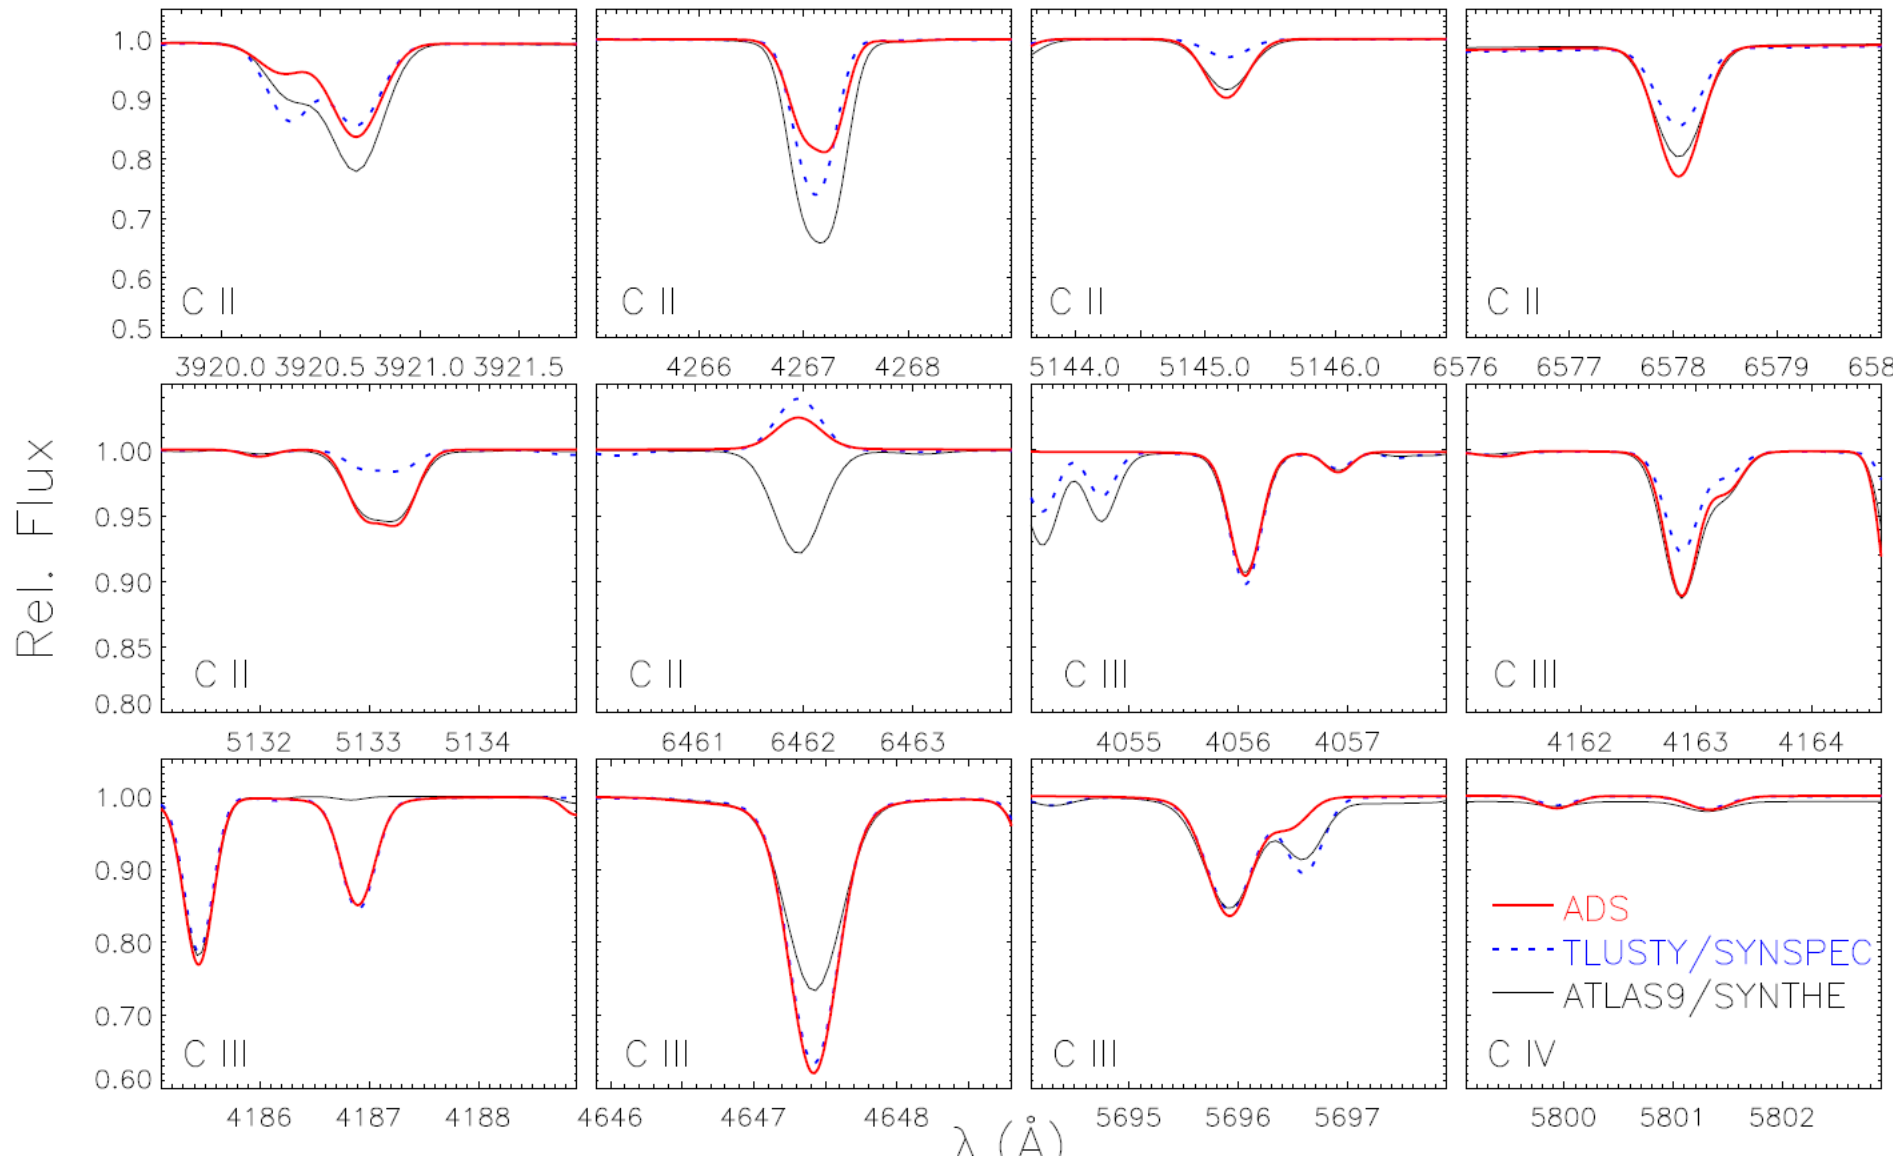 1.0
0.9
0.8
0.7
0.6
0.5
C II
C II
C II
C II
3920.0 3920.5 3921.0 3921.5
4266 4267 4268
5144.0 5145.0 5146.0
6576 6577 6578 6579 658
Rel. Flux
1.00
0.95
0.90
0.85
0.80
C II
C II
C III
C III
5132 5133 5134
6461 6462 6463
4055 4056 4057
4162 4163 4164
1.00
0.90
0.80
0.70
0.60
ADS
TLUSTY/SYNSPEC
ATLAS9/SYNTHE
C III
C III
C III
C IV
4186 4187 4188
4646 4647 4648
5695 5696 5697
5800 5801 5802
λ (Å)